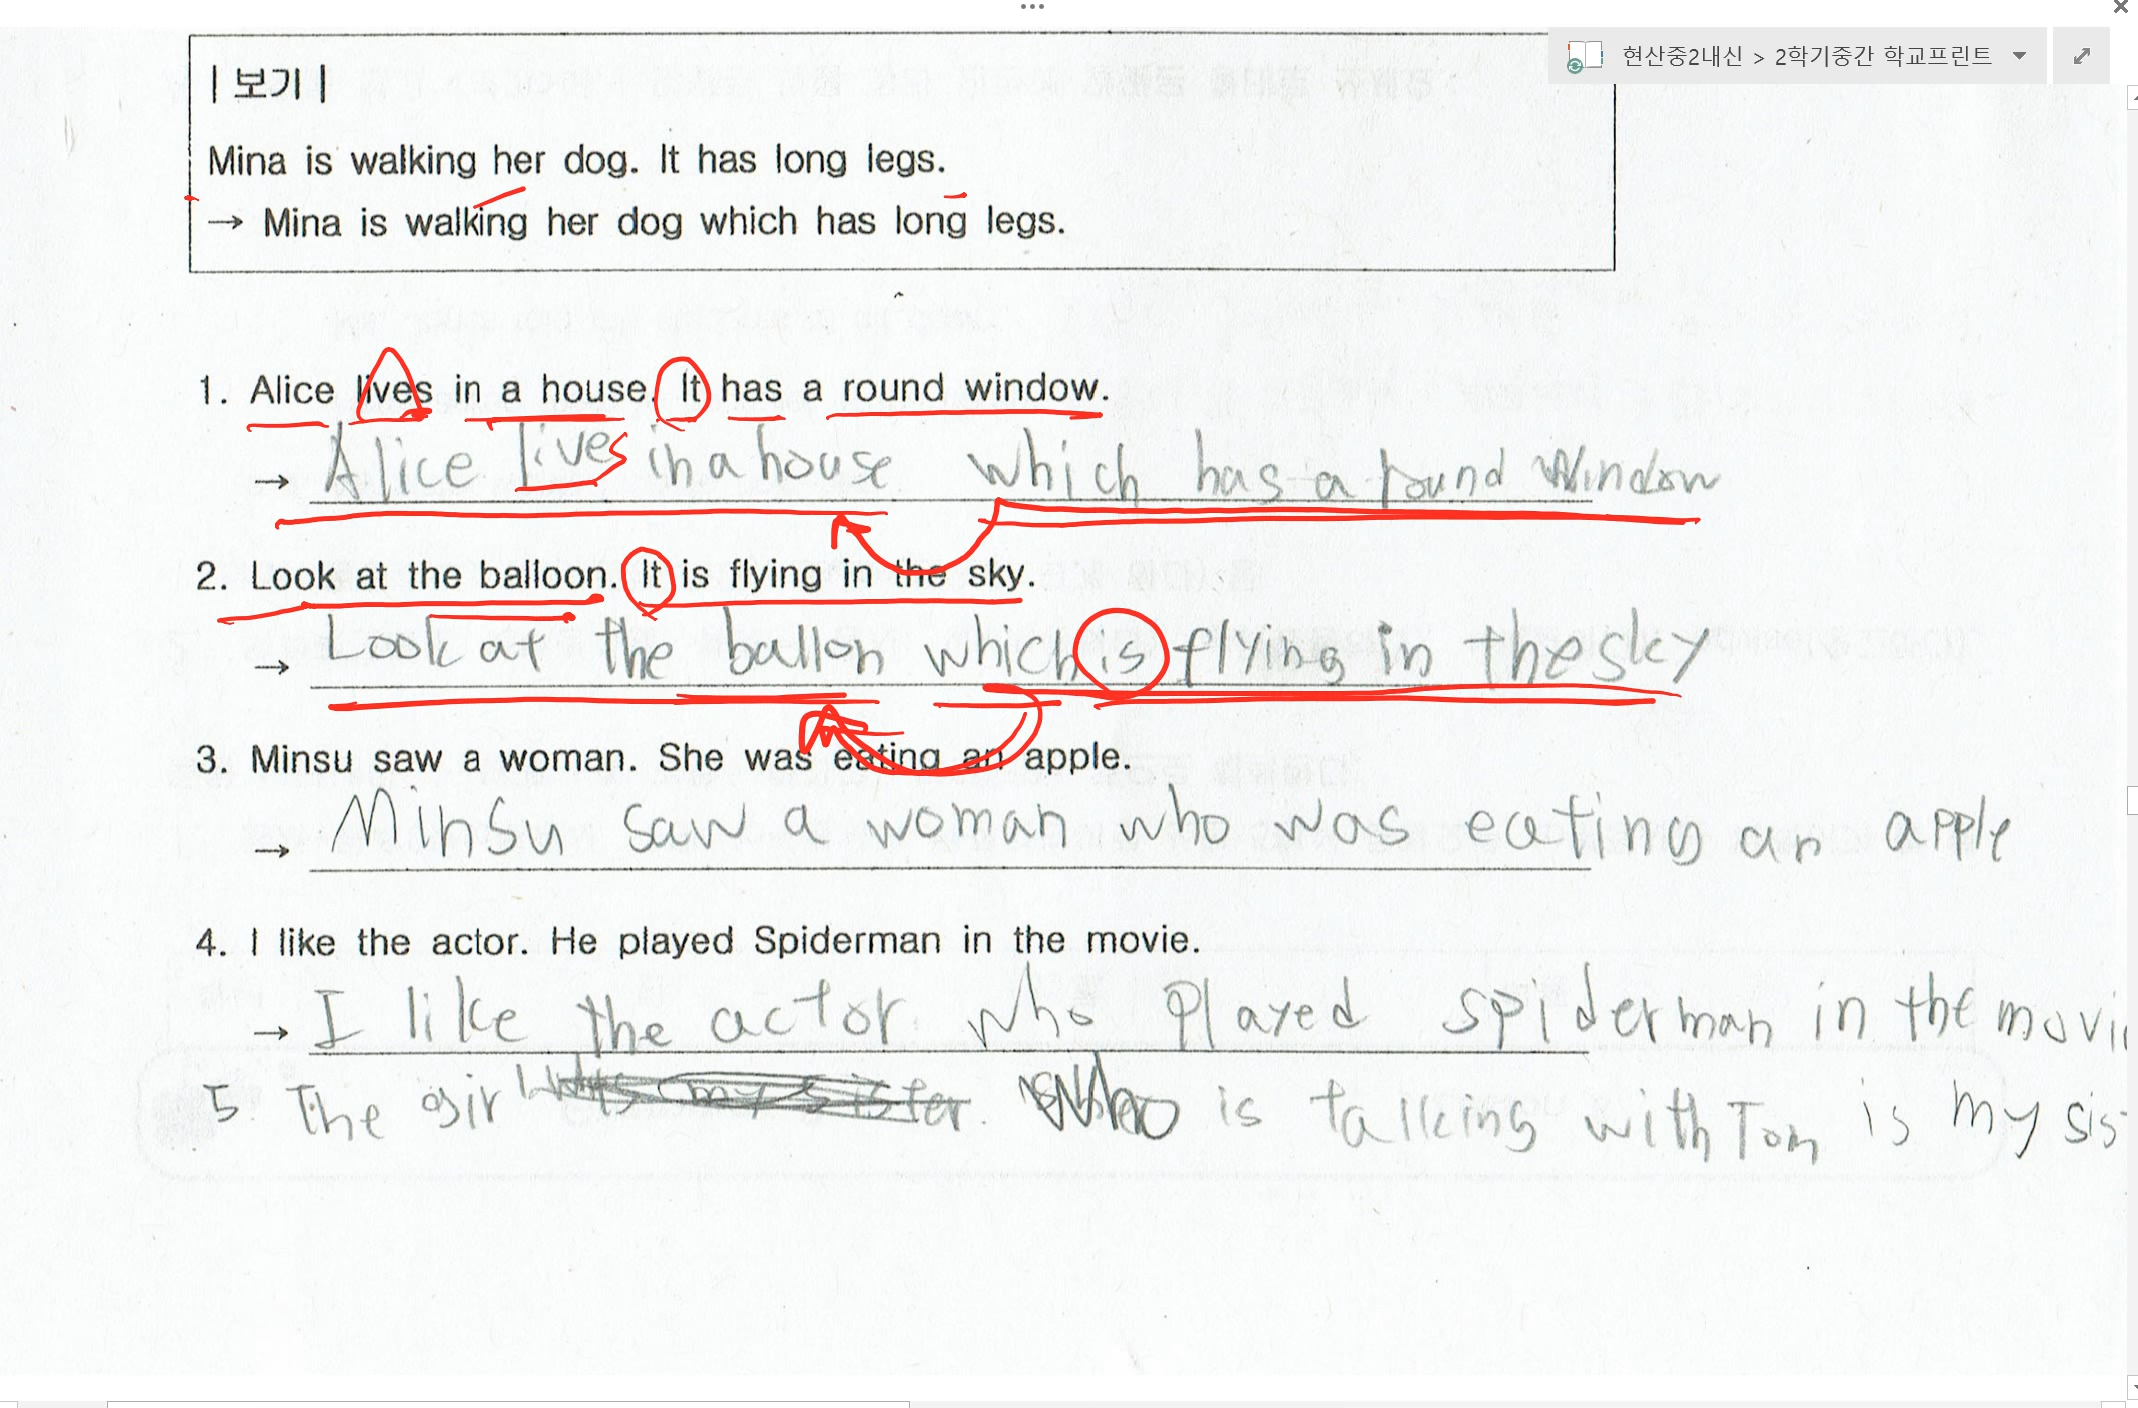 현산중2내신 > 2학기중간 학교프린트
| 보기 |
Mina is walking her dog. It has long legs.
→ Mina is walking her dog which has long legs.
1. Alice lives in a house. It has a round window.
→ Alice lives in a house which has a round window
2. Look at the balloon. It is flying in the sky.
→ Look at the ballon which is flying in the sky
3. Minsu saw a woman. She was eating an apple.
→ Minsu saw a woman who was eating an apple
4. I like the actor. He played Spiderman in the movie.
→ I like the actor who played spiderman in the movi
5. The girl who is talking with Tom is my sis